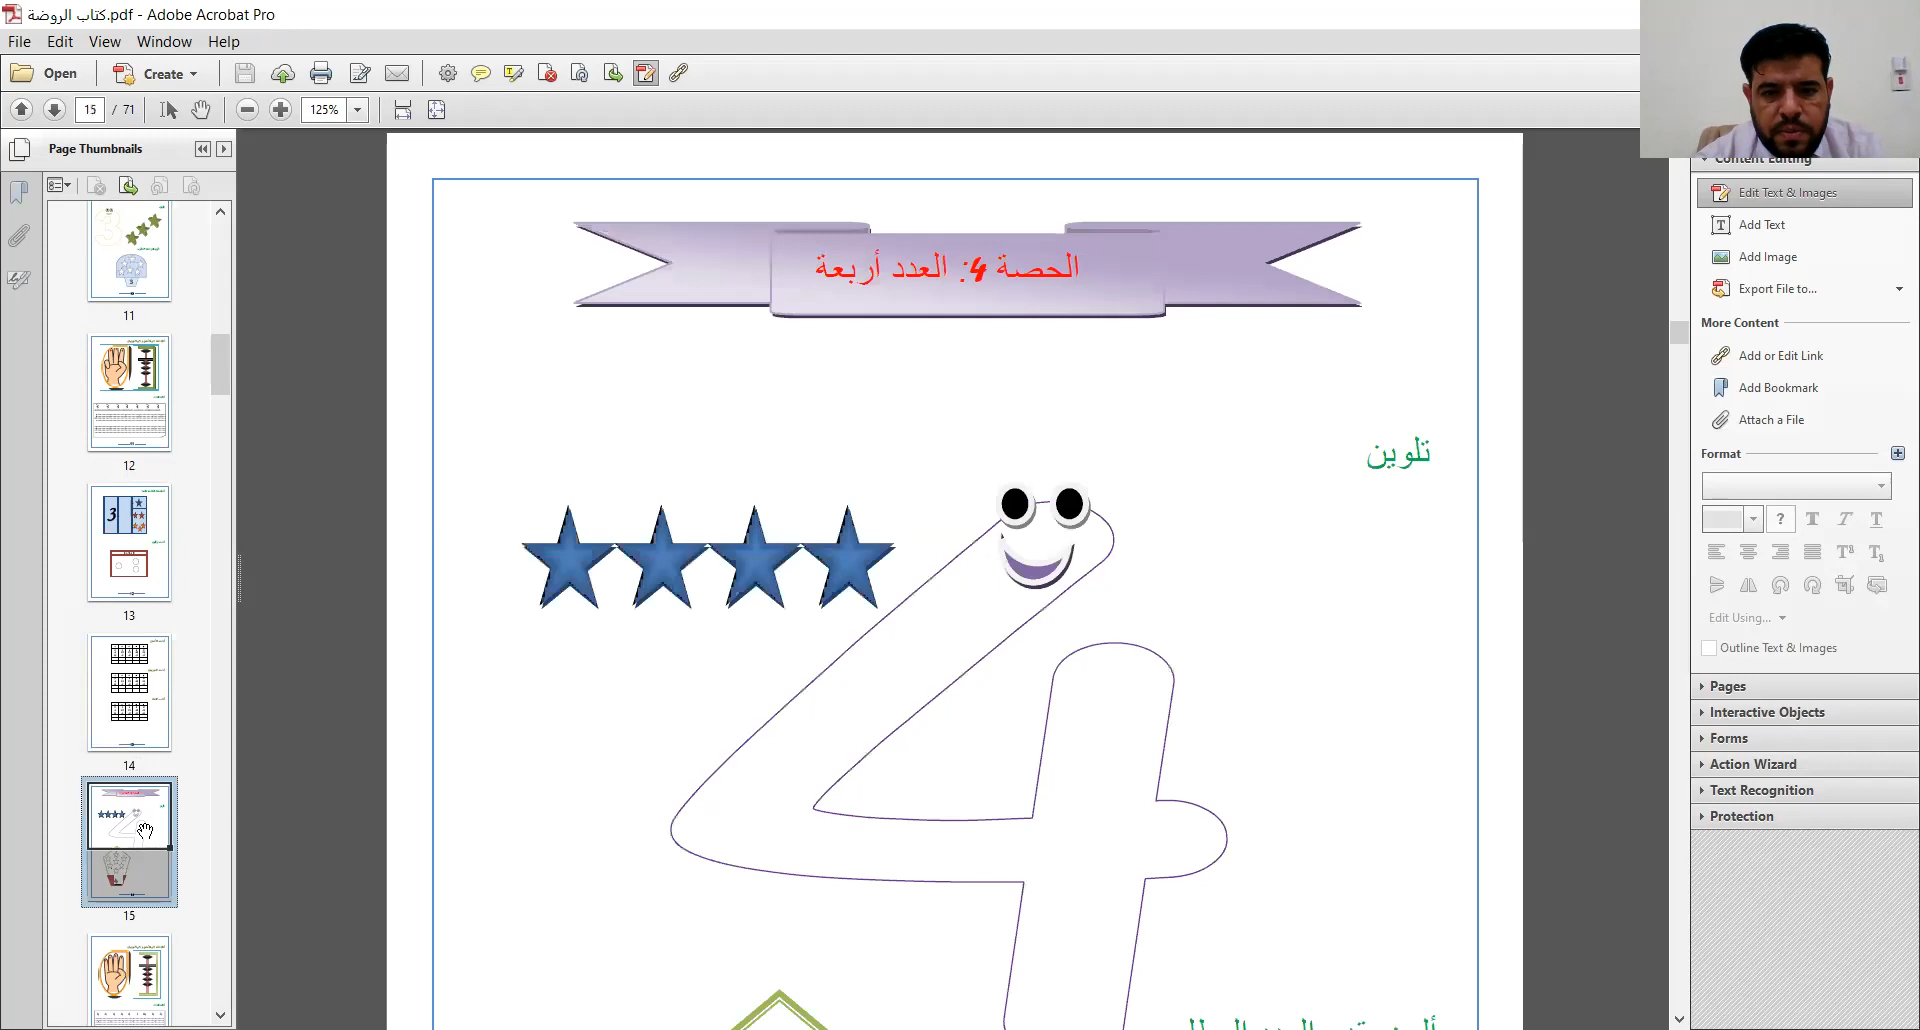 كتاب الروضة.pdf - Adobe Acrobat Pro
File Edit View Window Help
Open Create
15 / 71 125%
Page Thumbnails
11
12
13
14
15
الحصة 4: العدد أربعة
تلوين
Content Editing
Edit Text & Images
Add Text
Add Image
Export File to...
More Content
Add or Edit Link
Add Bookmark
Attach a File
Format
Edit Using...
Outline Text & Images
Pages
Interactive Objects
Forms
Action Wizard
Text Recognition
Protection